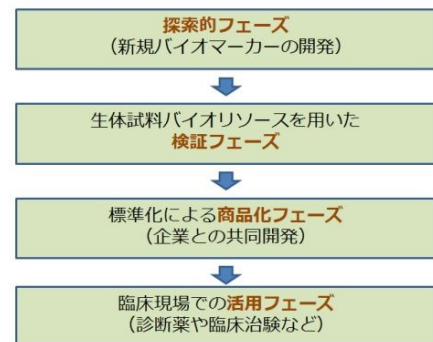 探索的フェーズ
（新規バイオマーカーの開発）
生体試料バイオリソースを用いた
検証フェーズ
標準化による商品化フェーズ
（企業との共同開発）
臨床現場での活用フェーズ
（診断薬や臨床治験など）